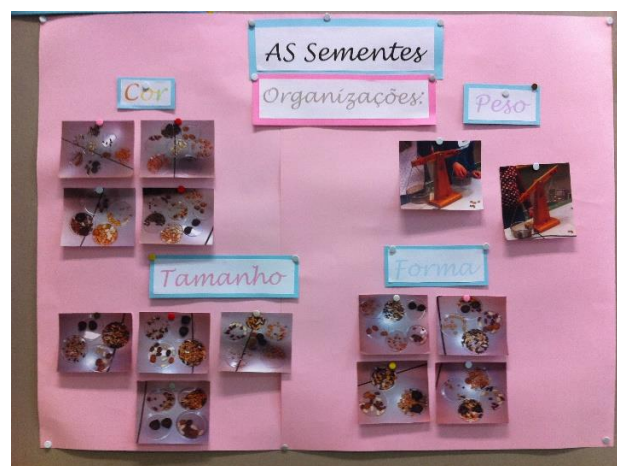 AS Sementes
Organizações:
Cor
Peso
Tamanho
Forma